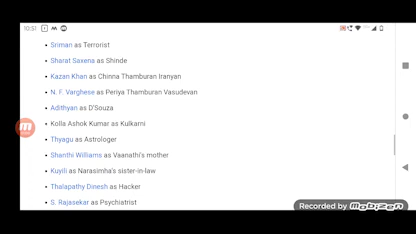 10:57
Sriman as Terrorist
Sharat Saxena as Shinde
Kazan Khan as Chinna Thamburan Iranyan
N. F. Varghese as Periya Thamburan Vasudevan
Adithyan as D'Souza
Kolla Ashok Kumar as Kulkarni
Thyagu as Astrologer
Shanthi Williams as Vaanathi's mother
Kuyili as Narasimha's sister-in-law
Thalapathy Dinesh as Hacker
S. Rajasekar as Psychiatrist
Recorded by Mobizen